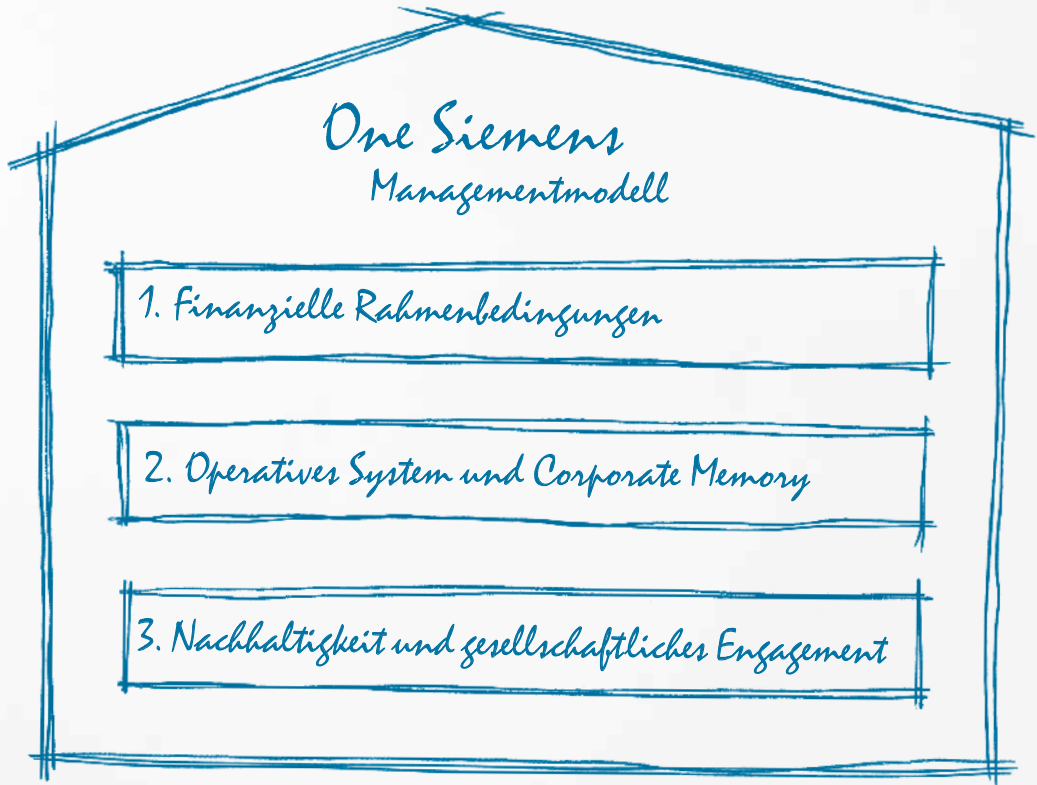 One Siemens
Managementmodell
1. Finanzielle Rahmenbedingungen
2. Operatives System und Corporate Memory
3. Nachhaltigkeit und gesellschaftliches Engagement